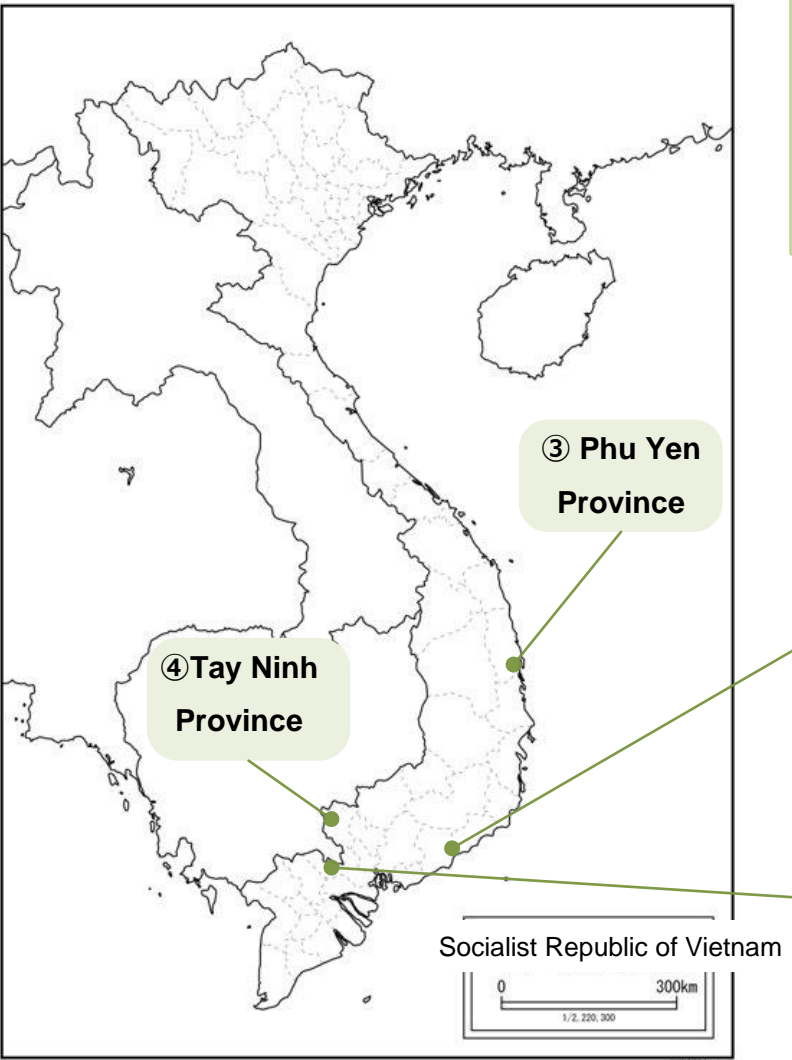 ③ Phu Yen
Province
④Tay Ninh
Province
Socialist Republic of Vietnam
0 300km
1/2,220,300